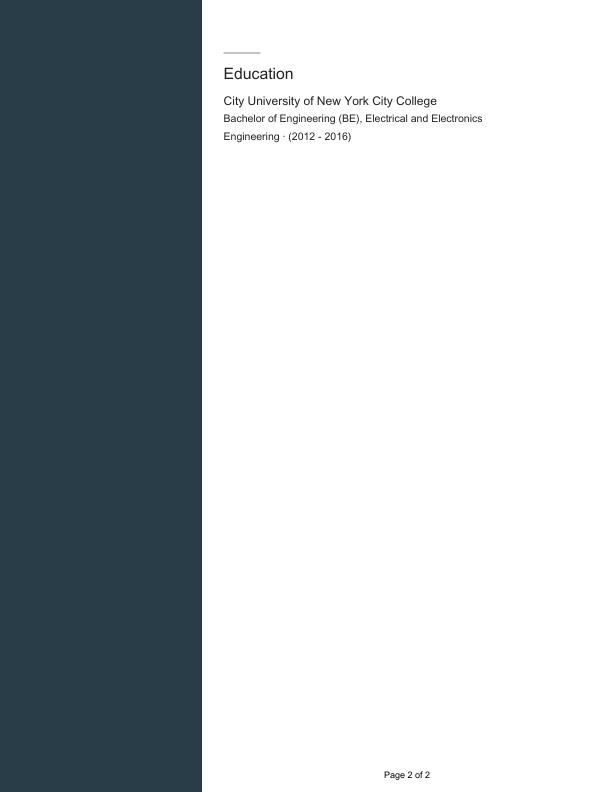 Education
City University of New York City College
Bachelor of Engineering (BE), Electrical and Electronics
Engineering · (2012 - 2016)
Page 2 of 2